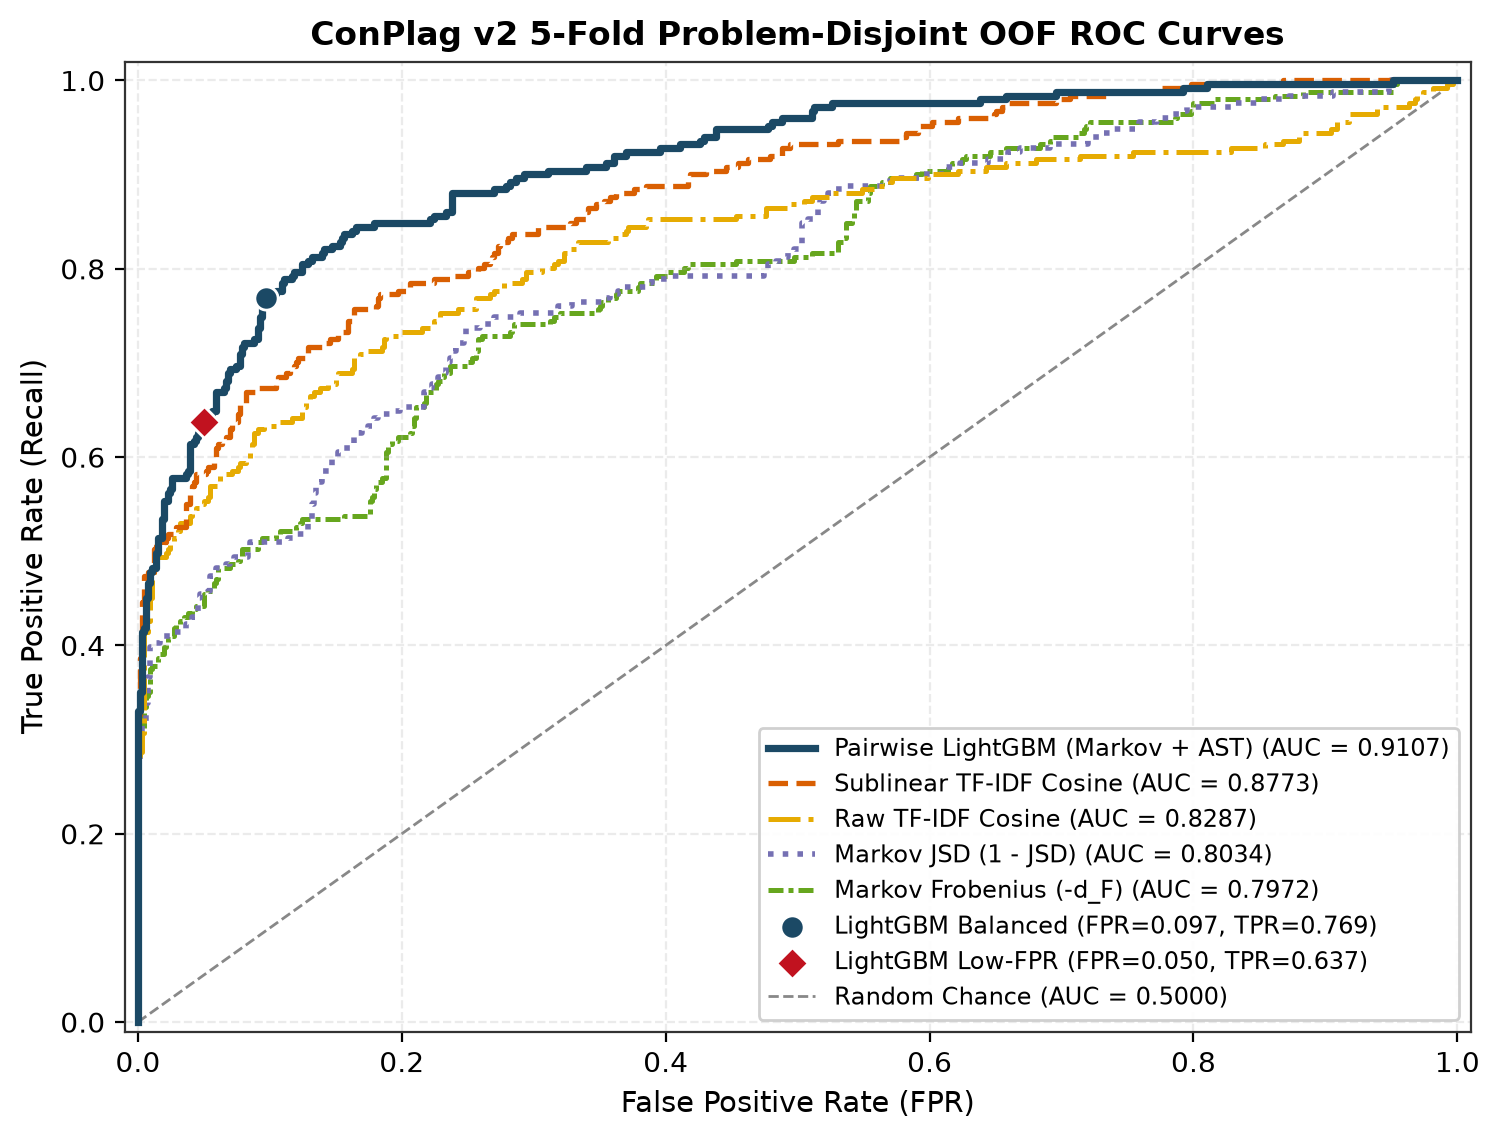 ConPlag v2 5-Fold Problem-Disjoint OOF ROC Curves
True Positive Rate (Recall)
1.0
0.8
0.6
0.4
0.2
0.0
Pairwise LightGBM (Markov + AST) (AUC = 0.9107)
Sublinear TF-IDF Cosine (AUC = 0.8773)
Raw TF-IDF Cosine (AUC = 0.8287)
Markov JSD (1 - JSD) (AUC = 0.8034)
Markov Frobenius (-d_F) (AUC = 0.7972)
LightGBM Balanced (FPR=0.097, TPR=0.769)
LightGBM Low-FPR (FPR=0.050, TPR=0.637)
Random Chance (AUC = 0.5000)
0.0 0.2 0.4 0.6 0.8 1.0
False Positive Rate (FPR)